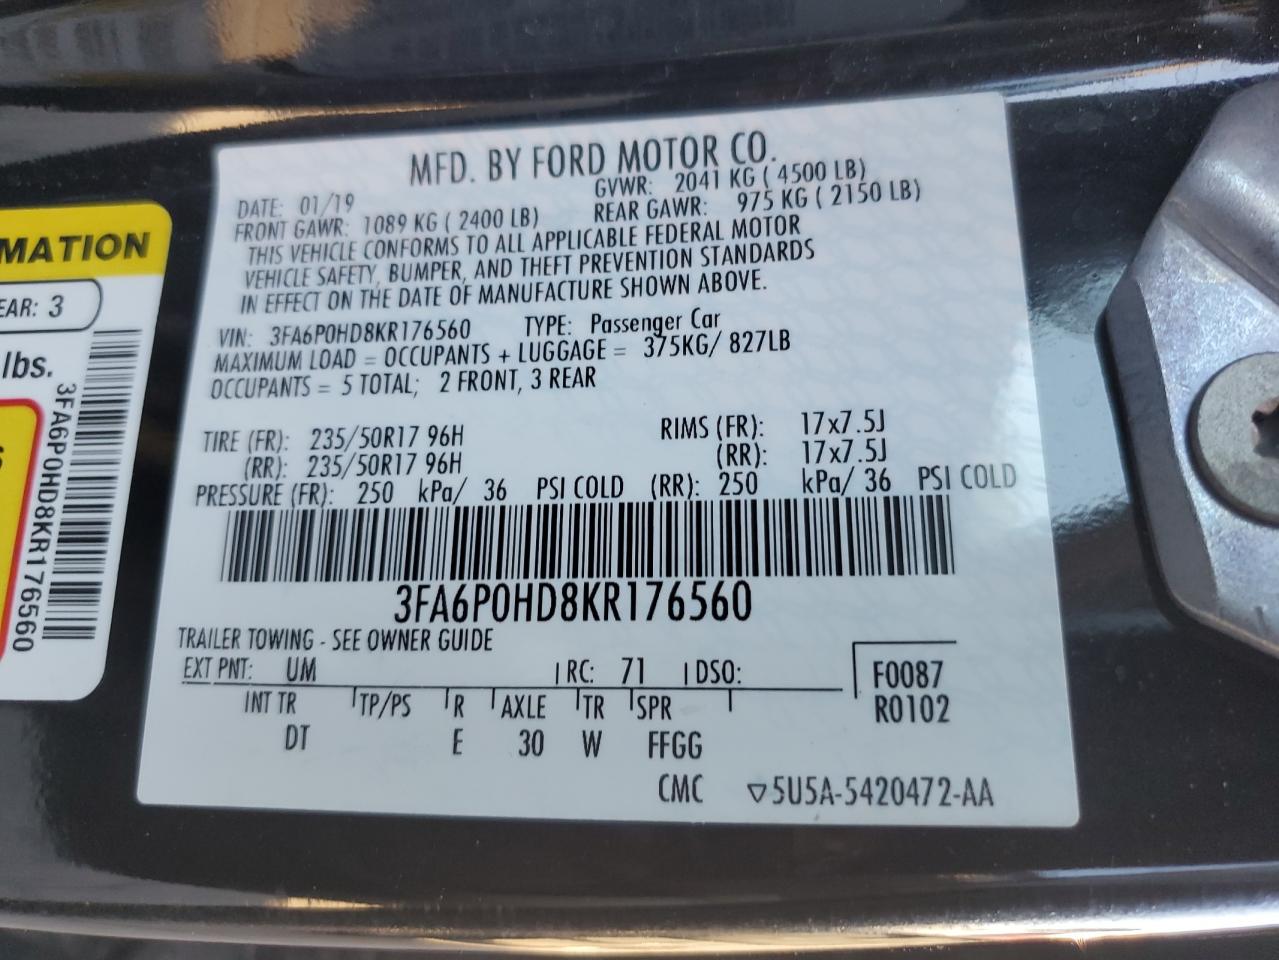 MFD. BY FORD MOTOR CO.
DATE: 01/19 GVWR: 2041 KG ( 4500 LB)
FRONT GAWR: 1089 KG ( 2400 LB) REAR GAWR: 975 KG ( 2150 LB)
THIS VEHICLE CONFORMS TO ALL APPLICABLE FEDERAL MOTOR
VEHICLE SAFETY, BUMPER, AND THEFT PREVENTION STANDARDS
IN EFFECT ON THE DATE OF MANUFACTURE SHOWN ABOVE.
VIN: 3FA6P0HD8KR176560 TYPE: Passenger Car
MAXIMUM LOAD = OCCUPANTS + LUGGAGE = 375KG/ 827LB
OCCUPANTS = 5 TOTAL; 2 FRONT, 3 REAR
TIRE (FR): 235/50R17 96H RIMS (FR): 17x7.5J
(RR): 235/50R17 96H (RR): 17x7.5J
PRESSURE (FR): 250 kPa/ 36 PSI COLD (RR): 250 kPa/ 36 PSI COLD
3FA6P0HD8KR176560
TRAILER TOWING - SEE OWNER GUIDE
EXT PNT: UM RC: 71 DSO: F0087
INT TR TP/PS R AXLE TR SPR R0102
DT E 30 W FFGG
CMC ▽5U5A-5420472-AA
MATION
EAR: 3
lbs.
3FA6P0HD8KR176560